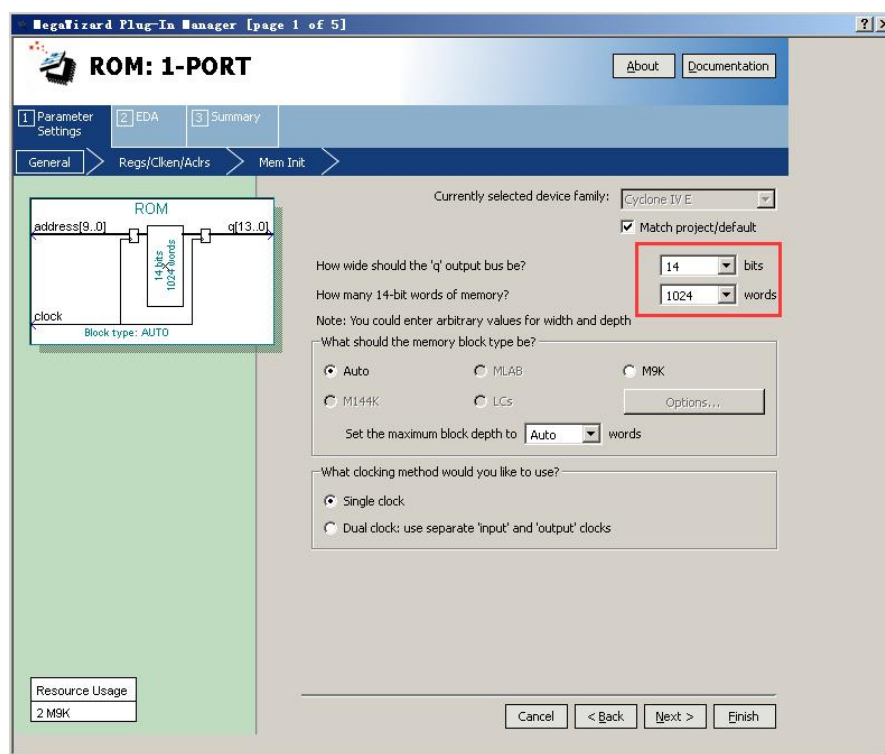 MegaWizard Plug-In Manager [page 1 of 5]
ROM: 1-PORT
About
Documentation
1 Parameter Settings
2 EDA
3 Summary
General
Regs/Clken/Aclrs
Mem Init
Currently selected device family:
Cyclone IV E
Match project/default
ROM
address[9..0]
q[13..0]
14 bits
1024 words
clock
Block type: AUTO
How wide should the 'q' output bus be?
14
bits
How many 14-bit words of memory?
1024
words
Note: You could enter arbitrary values for width and depth
What should the memory block type be?
Auto
MLAB
M9K
M144K
LCs
Options...
Set the maximum block depth to
Auto
words
What clocking method would you like to use?
Single clock
Dual clock: use separate 'input' and 'output' clocks
Resource Usage
2 M9K
Cancel
< Back
Next >
Finish